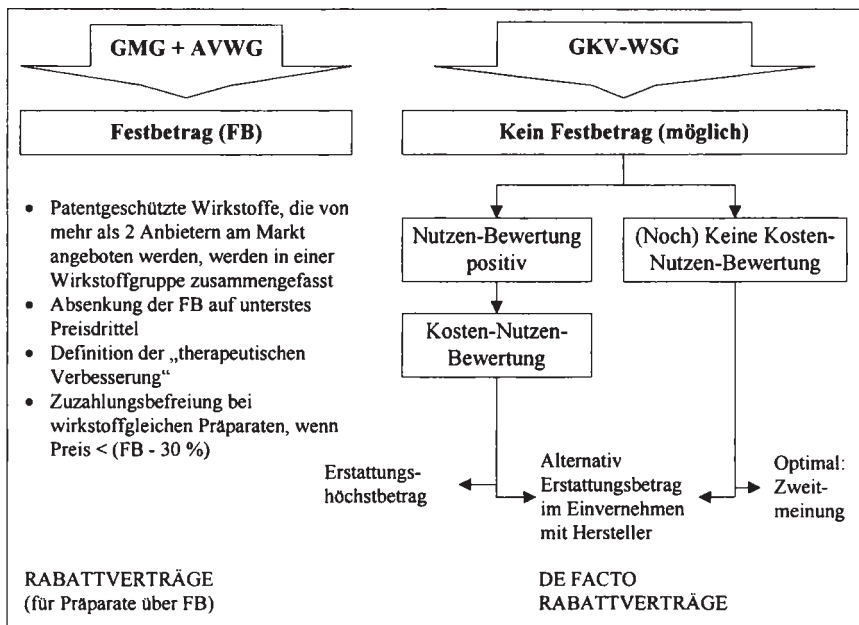 GMG + AVWG
Festbetrag (FB)
• Patentgeschützte Wirkstoffe, die von
mehr als 2 Anbietern am Markt
angeboten werden, werden in einer
Wirkstoffgruppe zusammengefasst
• Absenkung der FB auf unterstes
Preisdrittel
• Definition der „therapeutischen
Verbesserung“
• Zuzahlungsbefreiung bei
wirkstoffgleichen Präparaten, wenn
Preis < (FB - 30 %)
RABATTVERTRÄGE
(für Präparate über FB)
GKV-WSG
Kein Festbetrag (möglich)
Nutzen-Bewertung
positiv
Kosten-Nutzen-
Bewertung
(Noch) Keine Kosten-
Nutzen-Bewertung
Erstattungs-
höchstbetrag
Alternativ
Erstattungsbetrag
im Einvernehmen
mit Hersteller
Optimal:
Zweit-
meinung
DE FACTO
RABATTVERTRÄGE